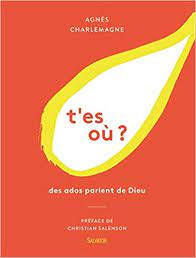 AGNÈS
CHARLEMAGNE
t'es
où ?
des ados parlent de Dieu
PRÉFACE DE
CHRISTIAN SALENSON
SALVATOR